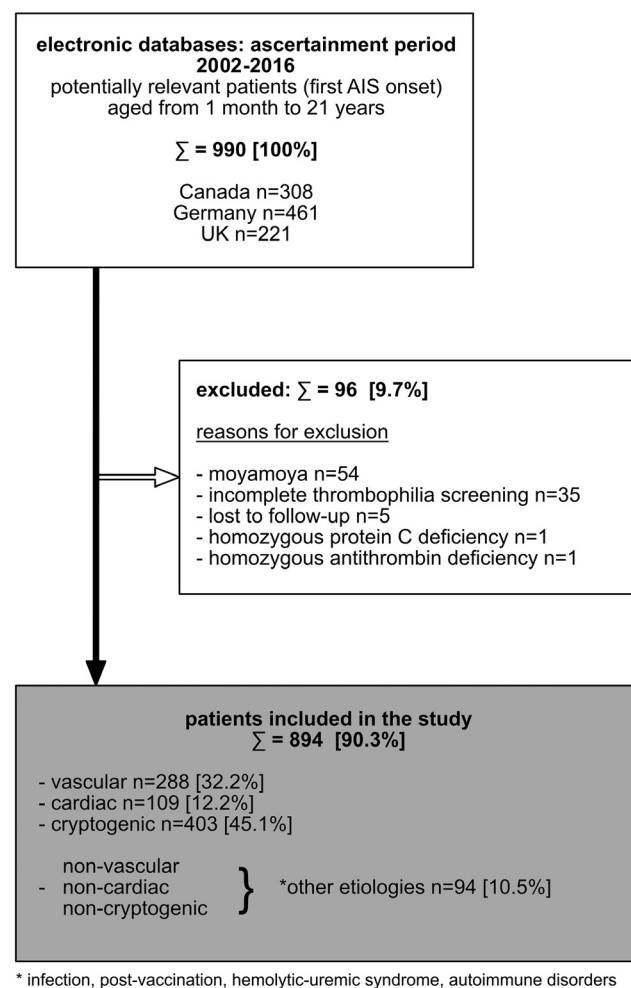 electronic databases: ascertainment period
2002-2016
potentially relevant patients (first AIS onset)
aged from 1 month to 21 years
∑ = 990 [100%]
Canada n=308
Germany n=461
UK n=221
excluded: ∑ = 96 [9.7%]
reasons for exclusion
- moyamoya n=54
- incomplete thrombophilia screening n=35
- lost to follow-up n=5
- homozygous protein C deficiency n=1
- homozygous antithrombin deficiency n=1
patients included in the study
∑ = 894 [90.3%]
- vascular n=288 [32.2%]
- cardiac n=109 [12.2%]
- cryptogenic n=403 [45.1%]
non-vascular
- non-cardiac } *other etiologies n=94 [10.5%]
non-cryptogenic
* infection, post-vaccination, hemolytic-uremic syndrome, autoimmune disorders